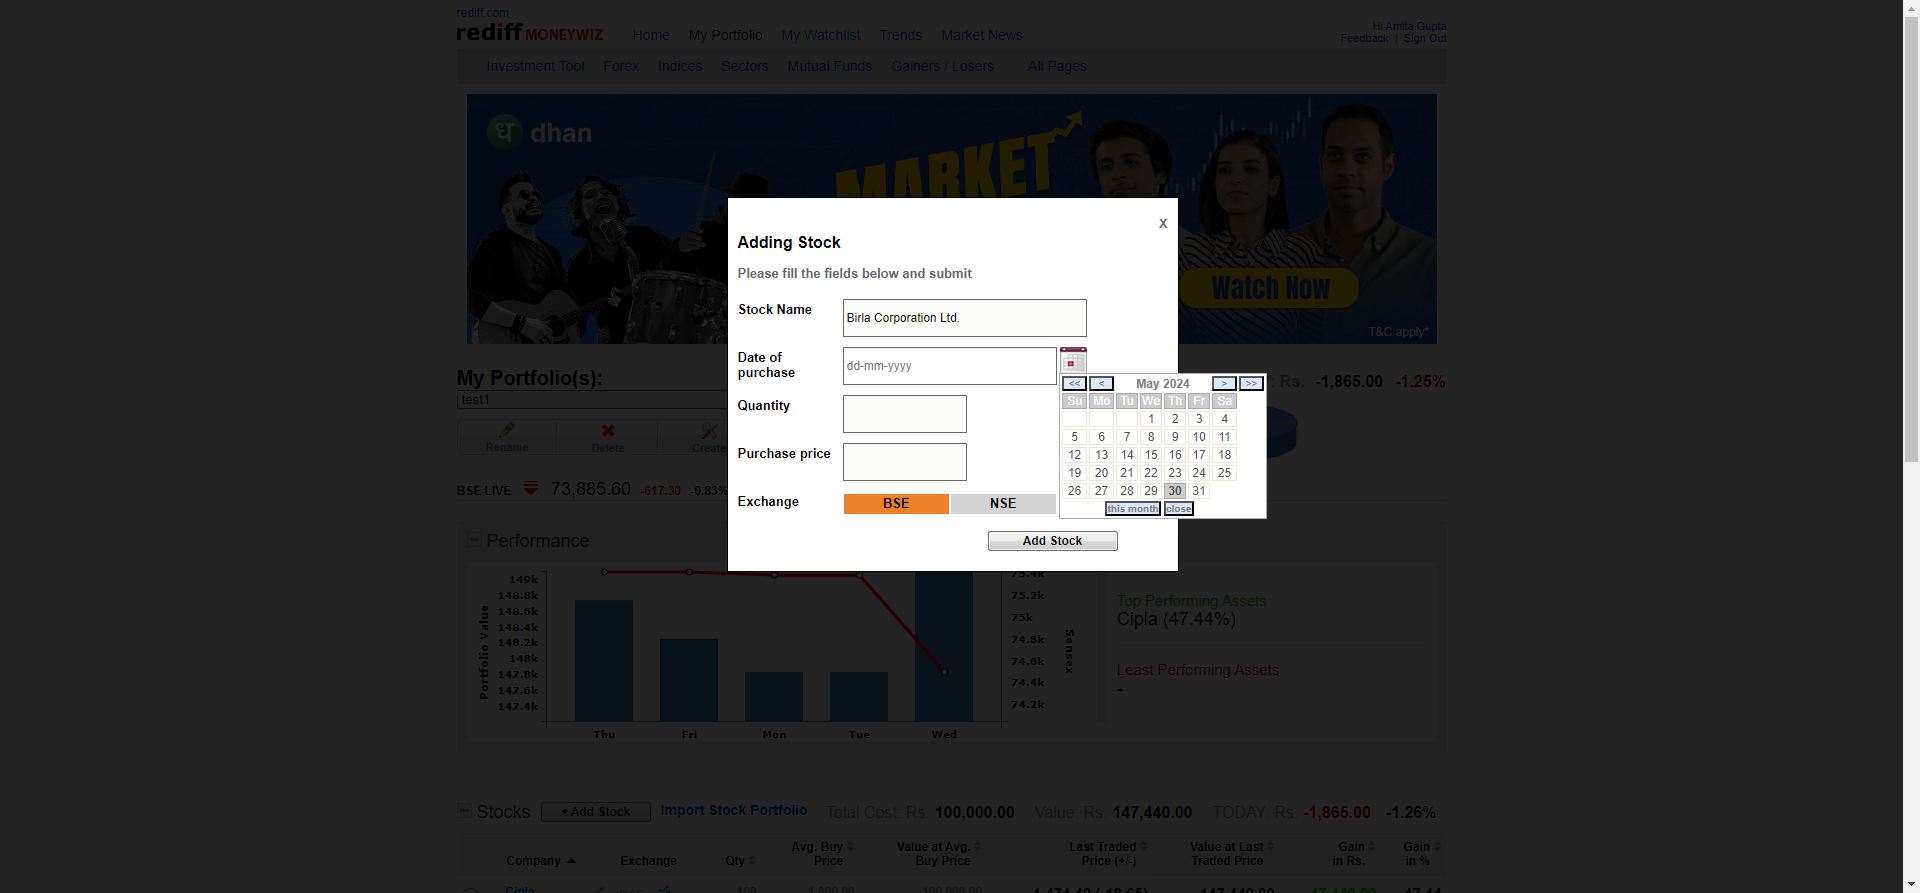 rediff.com
rediff MONEYWIZ
Home My Portfolio My Watchlist Trends Market News
Hi Amita Gupta
Feedback | Sign Out
Investment Tool Forex Indices Sectors Mutual Funds Gainers / Losers All Pages
ध dhan
MARKET
Watch Now
T&C apply*
x
Adding Stock
Please fill the fields below and submit
Stock Name
Birla Corporation Ltd.
Date of purchase
dd-mm-yyyy
Quantity
Purchase price
Exchange
BSE NSE
Add Stock
<< < May 2024 > >>
Su Mo Tu We Th Fr Sa
1 2 3 4
5 6 7 8 9 10 11
12 13 14 15 16 17 18
19 20 21 22 23 24 25
26 27 28 29 30 31
this month close
My Portfolio(s):
: Rs. -1,865.00 -1.25%
test1
Rename Delete Create
BSE LIVE 73,885.60 -617.30 -0.83%
Performance
Portfolio Value
149k
148.8k
148.6k
148.4k
148.2k
148k
147.8k
147.6k
147.4k
Thu Fri Mon Tue Wed
75.4k
75.2k
75k
74.8k
74.6k
74.4k
74.2k
Sensex
Top Performing Assets
Cipla (47.44%)
Least Performing Assets
-
Stocks + Add Stock Import Stock Portfolio Total Cost: Rs. 100,000.00 Value: Rs. 147,440.00 TODAY: Rs. -1,865.00 -1.26%
Company Exchange Qty Avg. Buy Price Value at Avg. Buy Price Last Traded Price (+/-) Value at Last Traded Price Gain in Rs. Gain in %
Cipla BSE 100 1,000.00 100,000.00 1,474.40 (-18.65) 147,440.00 47,440.00 47.44